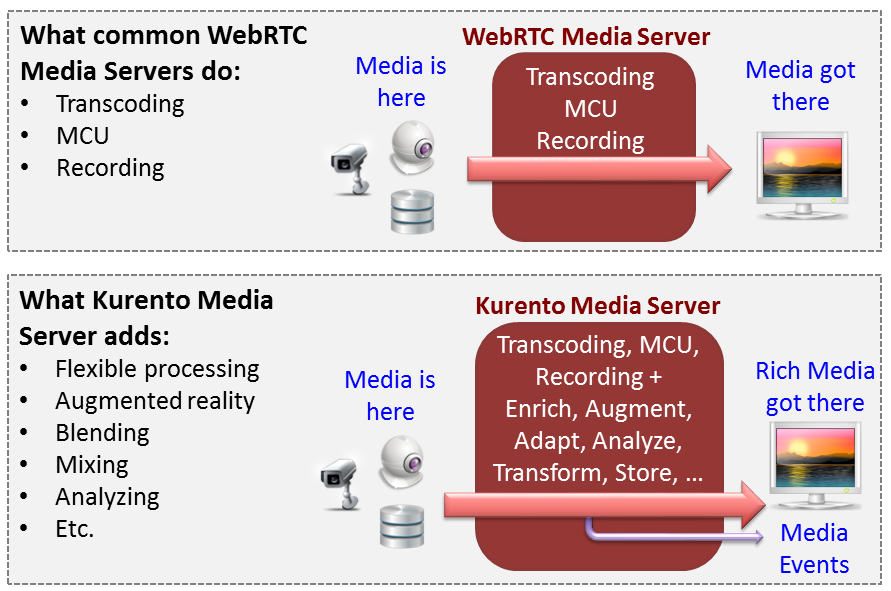 What common WebRTC
Media Servers do:
• Transcoding
• MCU
• Recording
Media is
here
WebRTC Media Server
Transcoding
MCU
Recording
Media got
there
What Kurento Media
Server adds:
• Flexible processing
• Augmented reality
• Blending
• Mixing
• Analyzing
• Etc.
Media is
here
Kurento Media Server
Transcoding, MCU,
Recording +
Enrich, Augment,
Adapt, Analyze,
Transform, Store, ...
Rich Media
got there
Media
Events